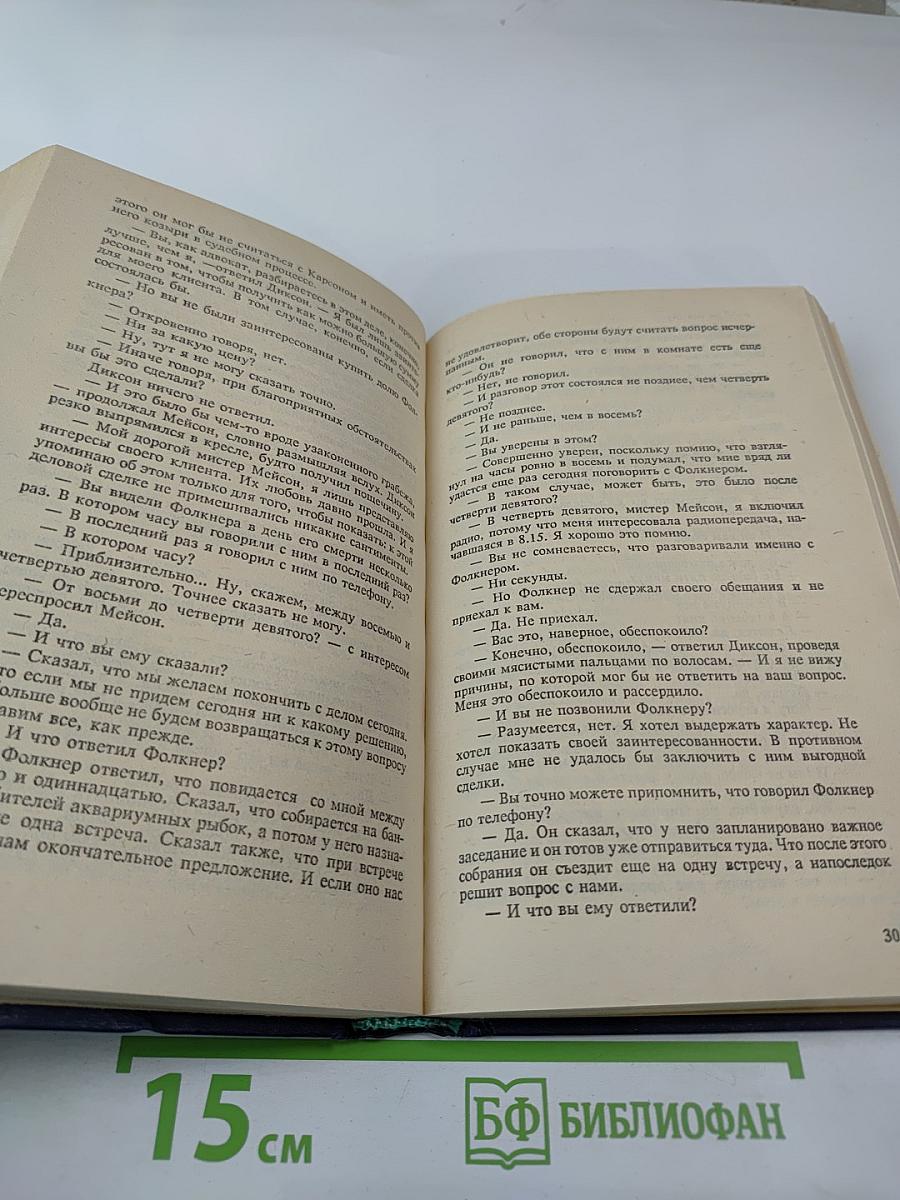 этого он мог бы не считаться с Карсоном и иметь против
него козыри в судебном процессе.
— Вы, как адвокат, разбираетесь в этом деле, конечно,
лучше, чем я, —ответил Диксон. — Я был лишь заинте-
ресован в том, чтобы получить как можно большую сумму
для моего клиента. В том случае, конечно, если сделка
состоялась бы.
— Но вы не были заинтересованы купить долю Фол-
кнера?
— Откровенно говоря, нет.
— Ни за какую цену?
— Ну, тут я не могу сказать точно.
— Иначе говоря, при благоприятных обстоятельствах
вы бы это сделали?
Диксон ничего не ответил.
— И это было бы чем-то вроде узаконенного грабежа,
— продолжал Мейсон, словно размышляя вслух. Диксон
резко выпрямился в кресле, будто получил пощечину.
— Мой дорогой мистер Мейсон, я лишь представляю
интересы своего клиента. Их любовь давно прошла. И я
упоминаю об этом только для того, чтобы показать: к этой
деловой сделке не примешивались никакие сантименты.
— Вы видели Фолкнера в день его смерти несколько
раз. В котором часу вы говорили с ним в последний раз?
— В последний раз я говорил с ним по телефону.
— В котором часу?
— Приблизительно... Ну, скажем, между восемью и
четвертью девятого. Точнее сказать не могу.
— От восьми до четверти девятого? — с интересом
ереспросил Мейсон.
— Да.
— И что вы ему сказали?
— Сказал, что мы желаем покончить с делом сегодня.
то если мы не придем сегодня ни к какому решению,
ольше вообще не будем возвращаться к этому вопросу
авим все, как прежде.
И что ответил Фолкнер?
Фолкнер ответил, что повидается со мной между
ю и одиннадцатью. Сказал, что собирается на бан-
бителей аквариумных рыбок, а потом у него назна-
е одна встреча. Сказал также, что при встрече
нам окончательное предложение. И если оно нас
не удовлетворит, обе стороны будут считать вопрос исчер-
панным.
— Он не говорил, что с ним в комнате есть еще
кто-нибудь?
— Нет, не говорил.
— И разговор этот состоялся не позднее, чем четверть
девятого?
— Не позднее.
— И не раньше, чем в восемь?
— Да.
— Вы уверены в этом?
— Совершенно уверен, поскольку помню, что взгля-
нул на часы ровно в восемь и подумал, что мне вряд ли
удастся еще раз сегодня поговорить с Фолкнером.
— В таком случае, может быть, это было после
четверти девятого?
— В четверть девятого, мистер Мейсон, я включил
радио, потому что меня интересовала радиопередача, на-
чавшаяся в 8.15. Я хорошо это помню.
— Вы не сомневаетесь, что разговаривали именно с
Фолкнером.
— Ни секунды.
— Но Фолкнер не сдержал своего обещания и не
приехал к вам.
— Да. Не приехал.
— Вас это, наверное, обеспокоило?
— Конечно, обеспокоило, — ответил Диксон, проведя
своими мясистыми пальцами по волосам. — И я не вижу
причины, по которой мог бы не ответить на ваш вопрос.
Меня это обеспокоило и рассердило.
— И вы не позвонили Фолкнеру?
— Разумеется, нет. Я хотел выдержать характер. Не
хотел показать своей заинтересованности. В противном
случае мне не удалось бы заключить с ним выгодной
сделки.
— Вы точно можете припомнить, что говорил Фолкнер
по телефону?
— Да. Он сказал, что у него запланировано важное
заседание и он готов уже отправиться туда. Что после этого
собрания он съездит еще на одну встречу, а напоследок
решит вопрос с нами.
— И что вы ему ответили?
30
15 см
БФ БИБЛИОФАН